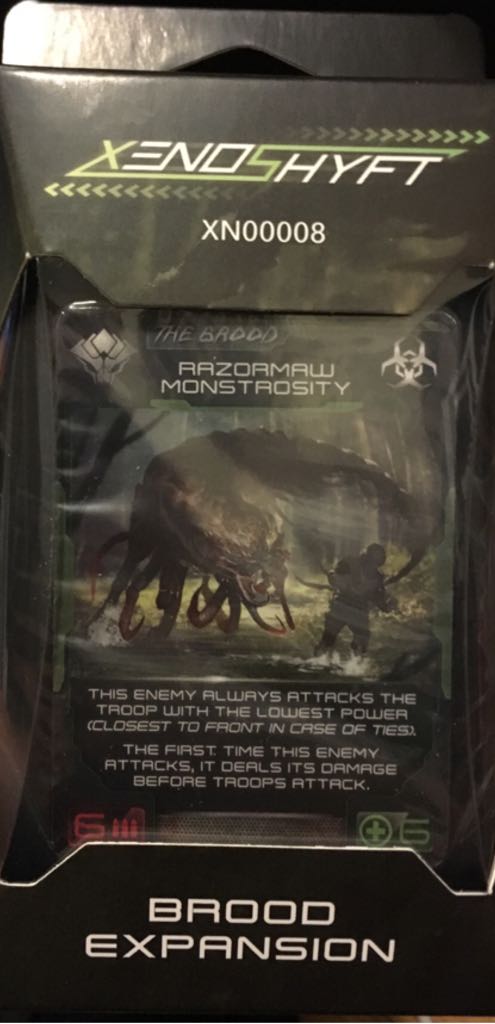 XENOSHYFT
XN00008
THE BROOD
RAZORMAW
MONSTROSITY
THIS ENEMY ALWAYS ATTACKS THE
TROOP WITH THE LOWEST POWER
(CLOSEST TO FRONT IN CASE OF TIES).
THE FIRST TIME THIS ENEMY
ATTACKS, IT DEALS ITS DAMAGE
BEFORE TROOPS ATTACK.
6 6
BROOD
EXPANSION